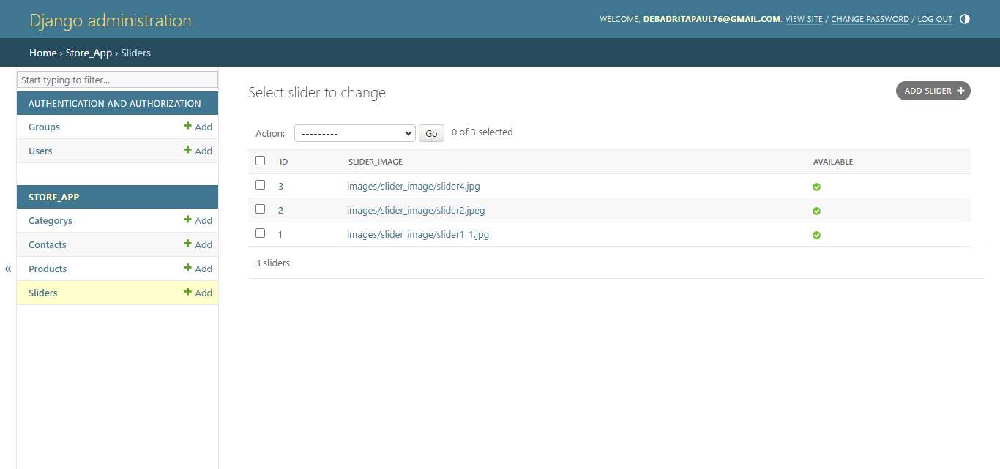 Django administration
WELCOME, DEBADRITAPAUL76@GMAIL.COM. VIEW SITE / CHANGE PASSWORD / LOG OUT
Home › Store_App › Sliders
Start typing to filter...
AUTHENTICATION AND AUTHORIZATION
Groups + Add
Users + Add
STORE_APP
Categorys + Add
Contacts + Add
Products + Add
Sliders + Add
«
Select slider to change
ADD SLIDER +
Action: --------- Go 0 of 3 selected
ID SLIDER_IMAGE AVAILABLE
3 images/slider_image/slider4.jpg
2 images/slider_image/slider2.jpeg
1 images/slider_image/slider1_1.jpg
3 sliders